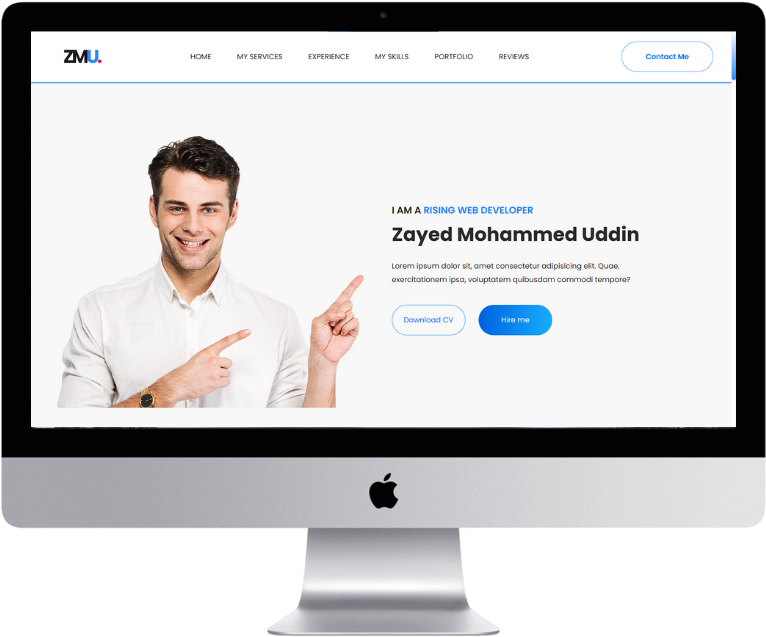 ZMU.
HOME MY SERVICES EXPERIENCE MY SKILLS PORTFOLIO REVIEWS
Contact Me
I AM A RISING WEB DEVELOPER
Zayed Mohammed Uddin
Lorem ipsum dolor sit, amet consectetur adipisicing elit. Quae,
exercitationem ipsa, voluptatem quibusdam commodi tempore?
Download CV
Hire me